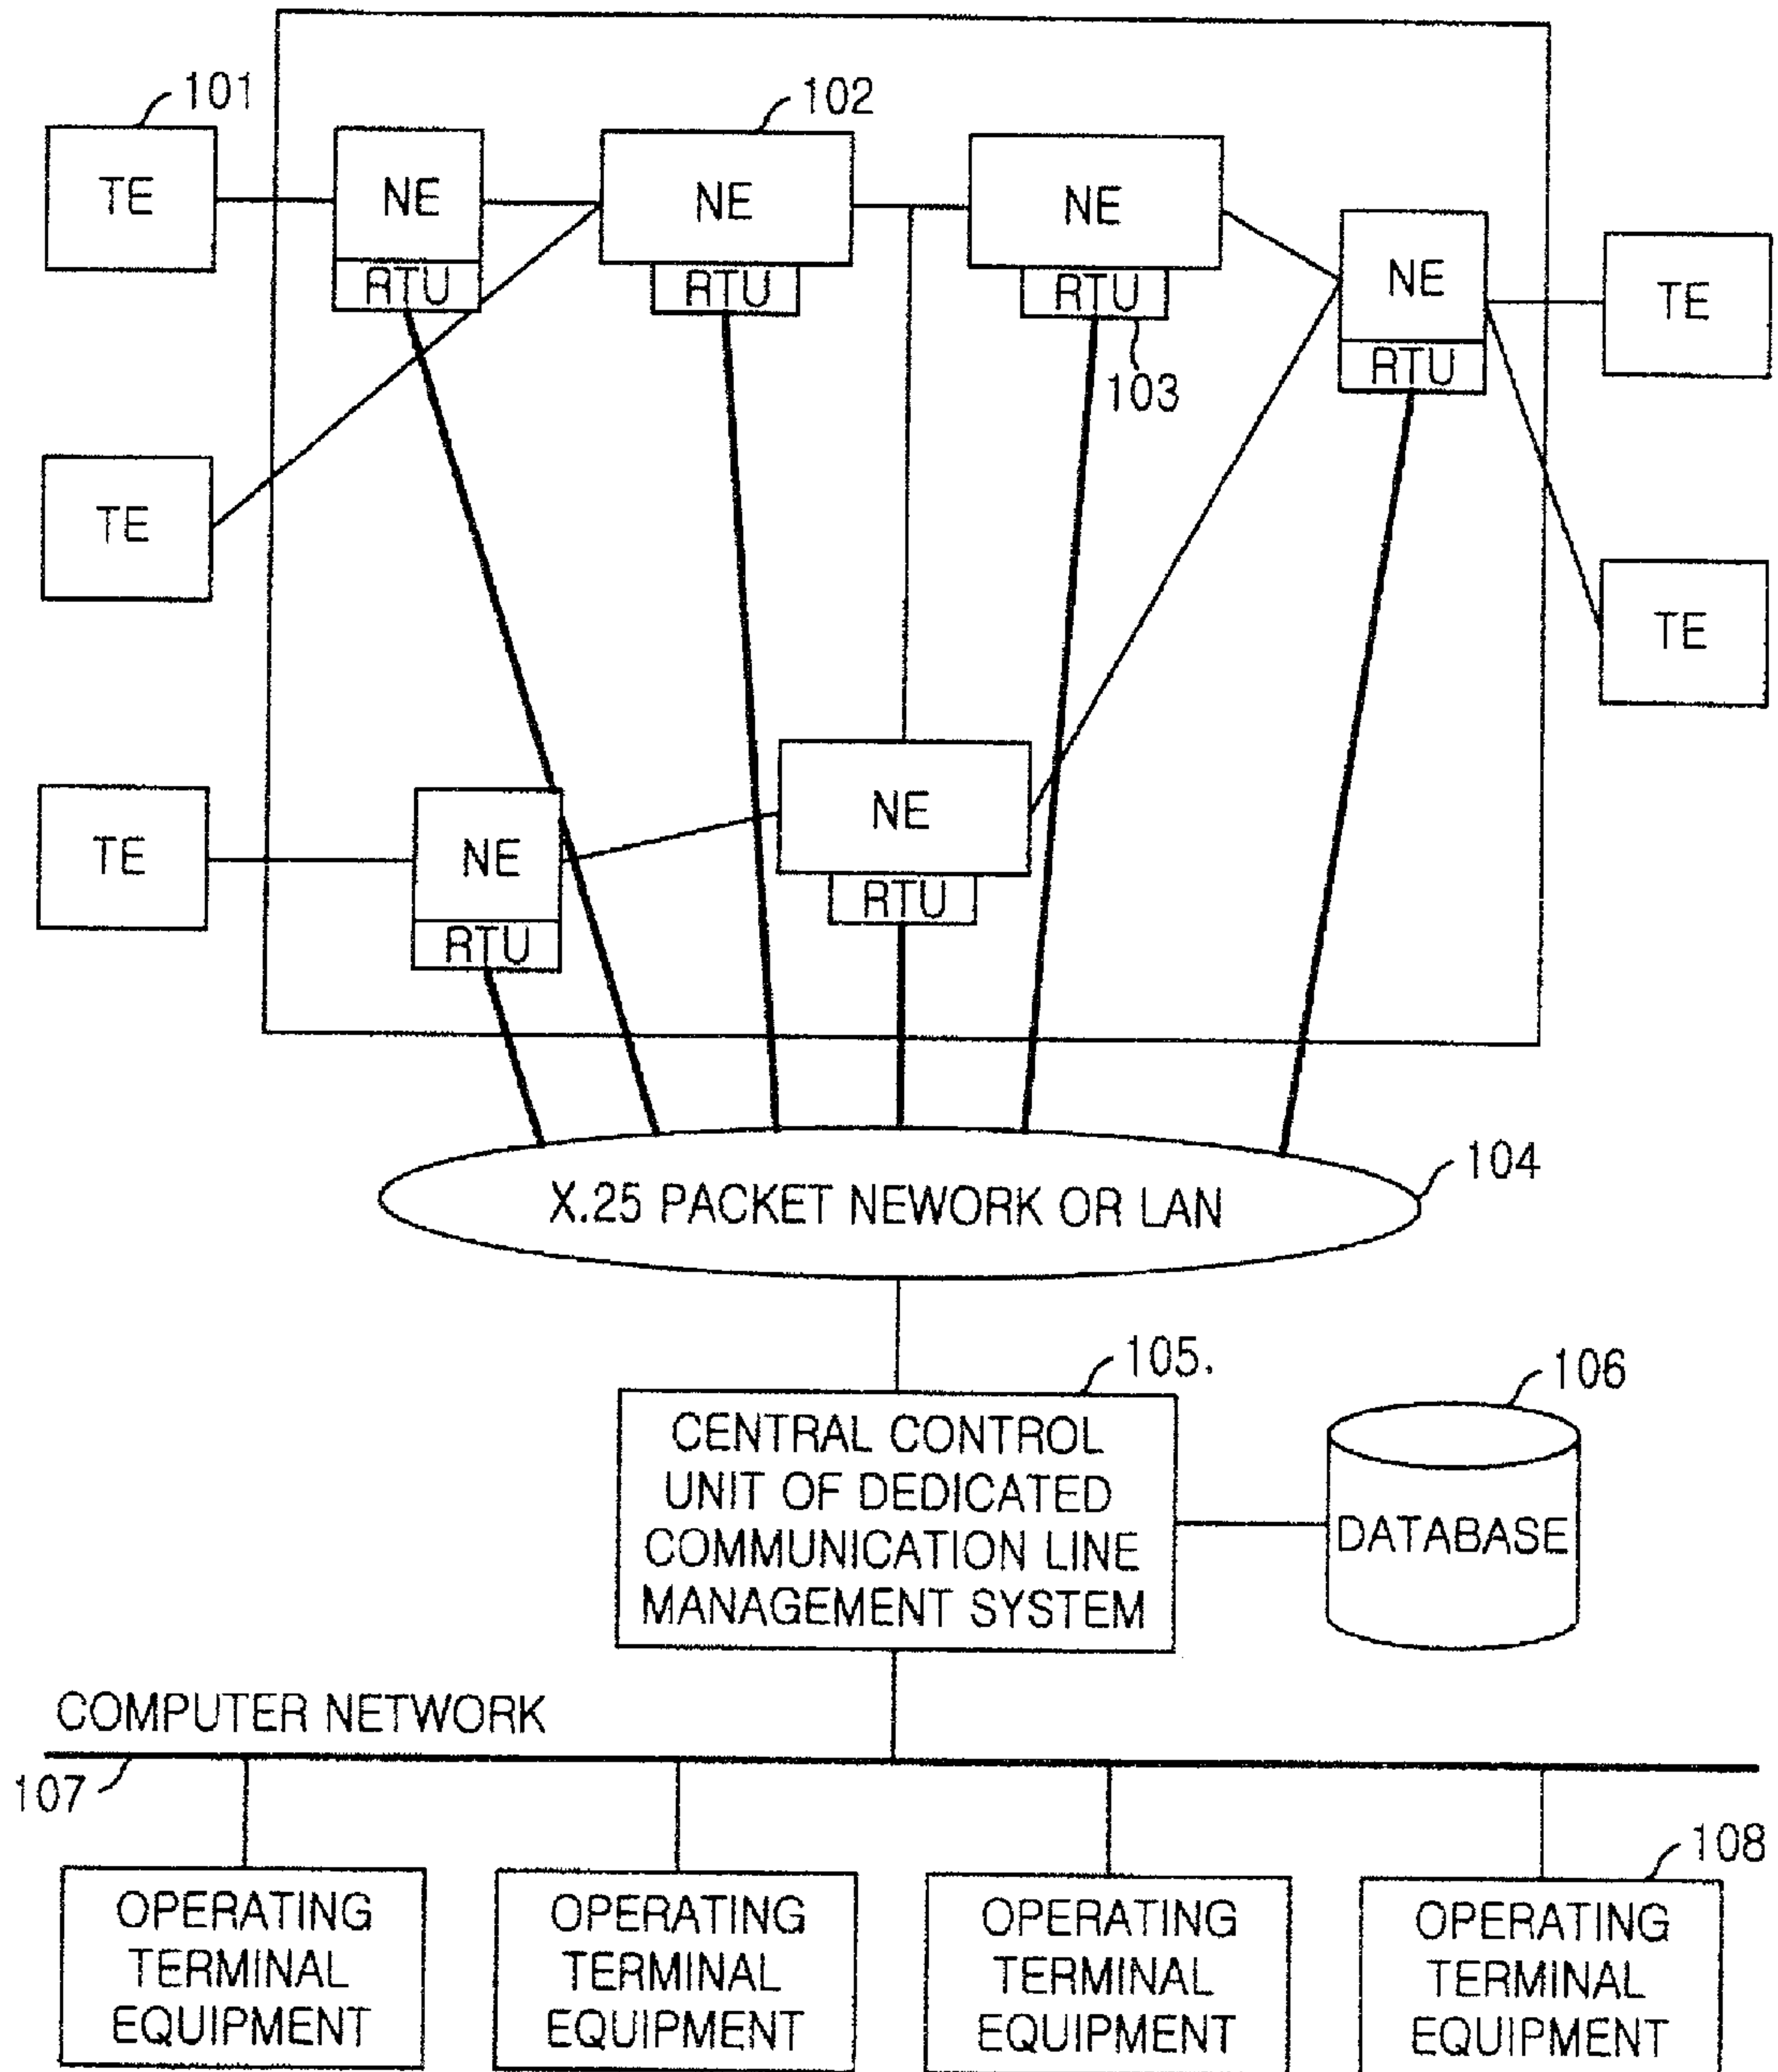 101
102
TE
NE
NE
NE
NE
TE
RTU
RTU
RTU
RTU
103
TE
TE
TE
NE
NE
RTU
RTU
X.25 PACKET NEWORK OR LAN
104
105.
106
CENTRAL CONTROL
UNIT OF DEDICATED
COMMUNICATION LINE
MANAGEMENT SYSTEM
DATABASE
COMPUTER NETWORK
107
108
OPERATING
TERMINAL
EQUIPMENT
OPERATING
TERMINAL
EQUIPMENT
OPERATING
TERMINAL
EQUIPMENT
OPERATING
TERMINAL
EQUIPMENT